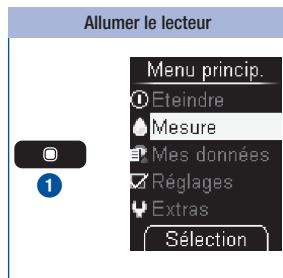 Allumer le lecteur
1
Menu princip.
Eteindre
Mesure
Mes données
Réglages
Extras
Sélection